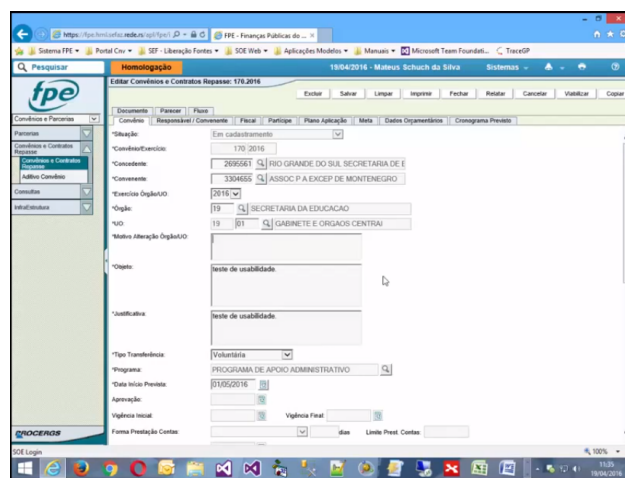 https://fpe.hml.sefaz.rede.rs/apl/fpe/l
FPE - Finanças Públicas do ...
Sistema FPE
Portal Cnv
SEF - Liberação Fontes
SOE Web
Aplicações Modelos
Manuais
Microsoft Team Foundati...
TraceGP
Pesquisar
Homologação
19/04/2016 - Mateus Schuch da Silva
Sistemas
fpe
Convênios e Parcerias
Parcerias
Convênios e Contratos Repasse
Convênios e Contratos Repasse
Aditivo Convênio
Consultas
InfraEstrutura
PROCERGS
Editar Convênios e Contratos Repasse: 170.2016
Excluir Salvar Limpar Imprimir Fechar Relatar Cancelar Viabilizar Copiar
Documento Parecer Fluxo
Convênio Responsável / Convenente Fiscal Partícipe Plano Aplicação Meta Dados Orçamentários Cronograma Previsto
*Situação: Em cadastramento
*Convênio/Exercício: 170 2016
*Concedente: 2695561 RIO GRANDE DO SUL SECRETARIA DE E
*Convenente: 3304655 ASSOC P A EXCEP DE MONTENEGRO
*Exercício Órgão/UO: 2016
*Órgão: 19 SECRETARIA DA EDUCACAO
*UO: 19 01 GABINETE E ORGAOS CENTRAI
*Motivo Alteração Órgão/UO:
*Objeto: teste de usabilidade.
*Justificativa: teste de usabilidade.
*Tipo Transferência: Voluntária
*Programa: PROGRAMA DE APOIO ADMINISTRATIVO
*Data Início Prevista: 01/05/2016
Aprovação:
Vigência Inicial: Vigência Final:
Forma Prestação Contas: dias Limite Prest. Contas:
SOE Login
100%
11:35
19/04/2016